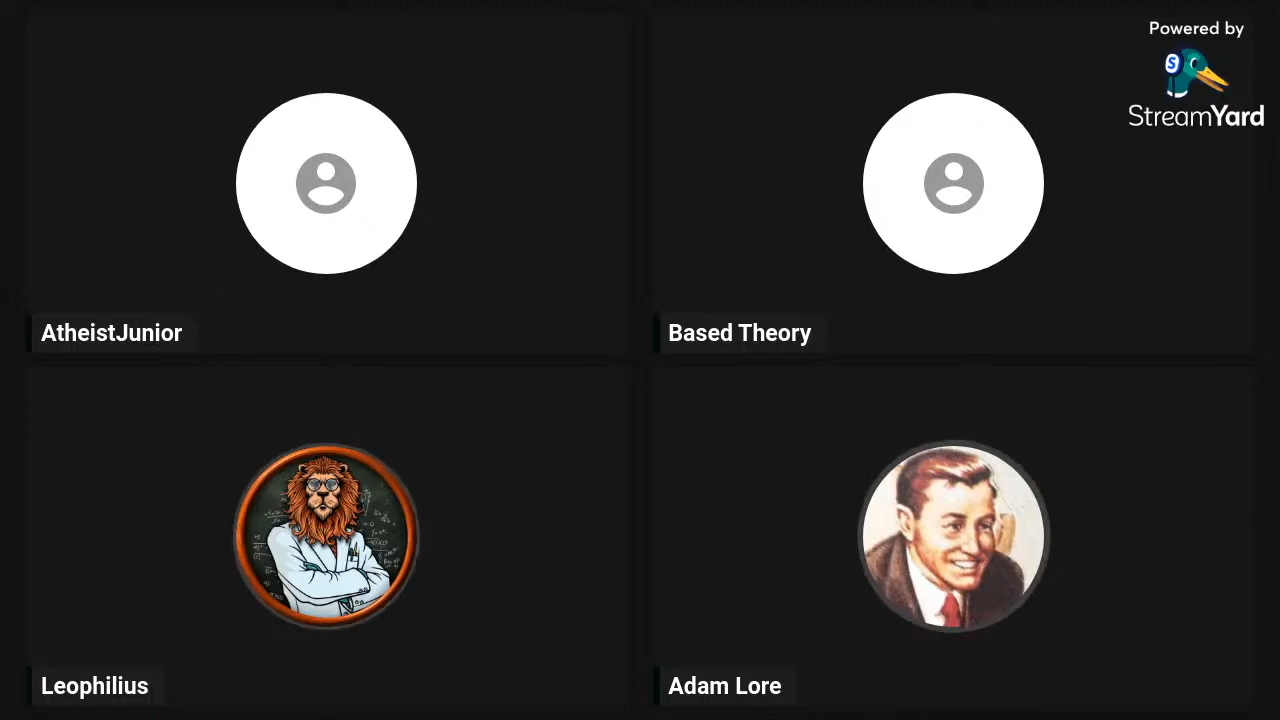 Powered by
S
StreamYard
AtheistJunior
Based Theory
Leophilius
Adam Lore